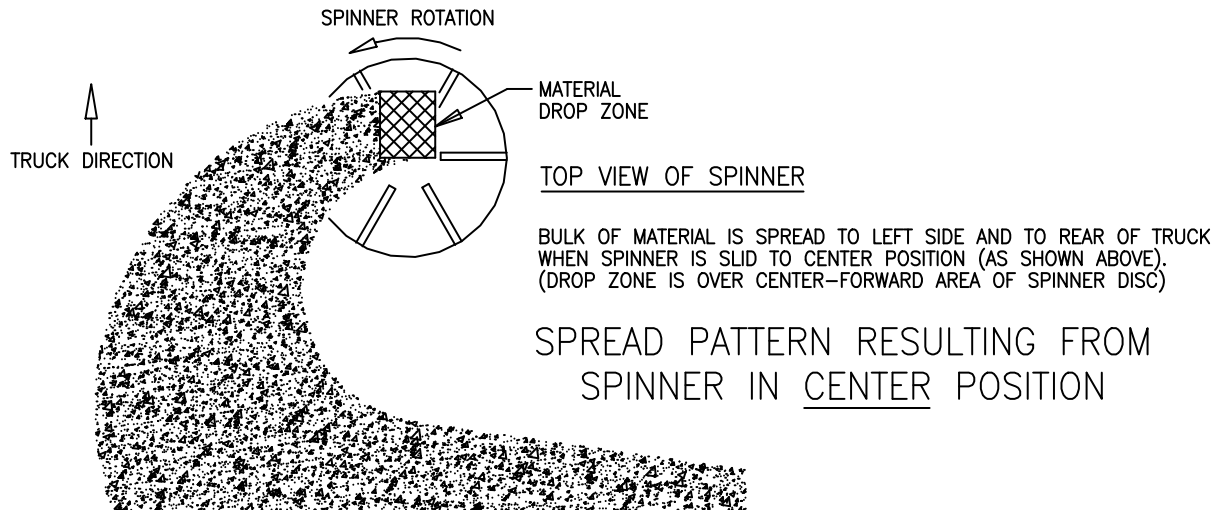 SPINNER ROTATION
MATERIAL
DROP ZONE
TRUCK DIRECTION
TOP VIEW OF SPINNER
BULK OF MATERIAL IS SPREAD TO LEFT SIDE AND TO REAR OF TRUCK
WHEN SPINNER IS SLID TO CENTER POSITION (AS SHOWN ABOVE).
(DROP ZONE IS OVER CENTER–FORWARD AREA OF SPINNER DISC)
SPREAD PATTERN RESULTING FROM
SPINNER IN CENTER POSITION